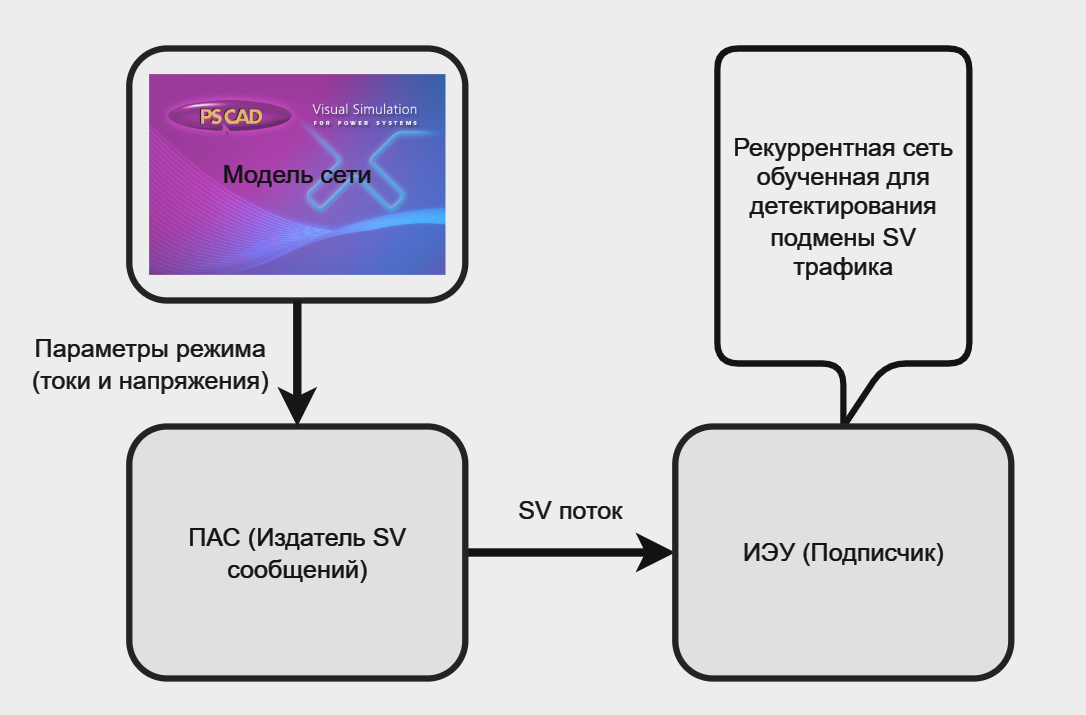 PSCAD
Visual Simulation
FOR POWER SYSTEMS
Модель сети
Рекуррентная сеть
обученная для
детектирования
подмены SV
трафика
Параметры режима
(токи и напряжения)
ПАС (Издатель SV
сообщений)
SV поток
ИЭУ (Подписчик)